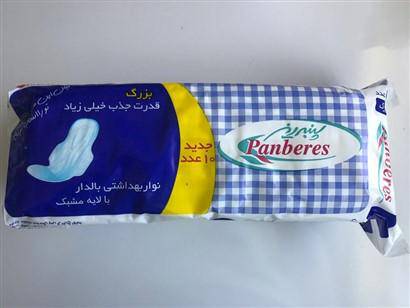 بزرگ
قدرت جذب خیلی زیاد
نوار بهداشتی بالدار
با لایه مشبک
جدید
۱۰ عدد
پنبه‌ریز
Panberes
Panberes